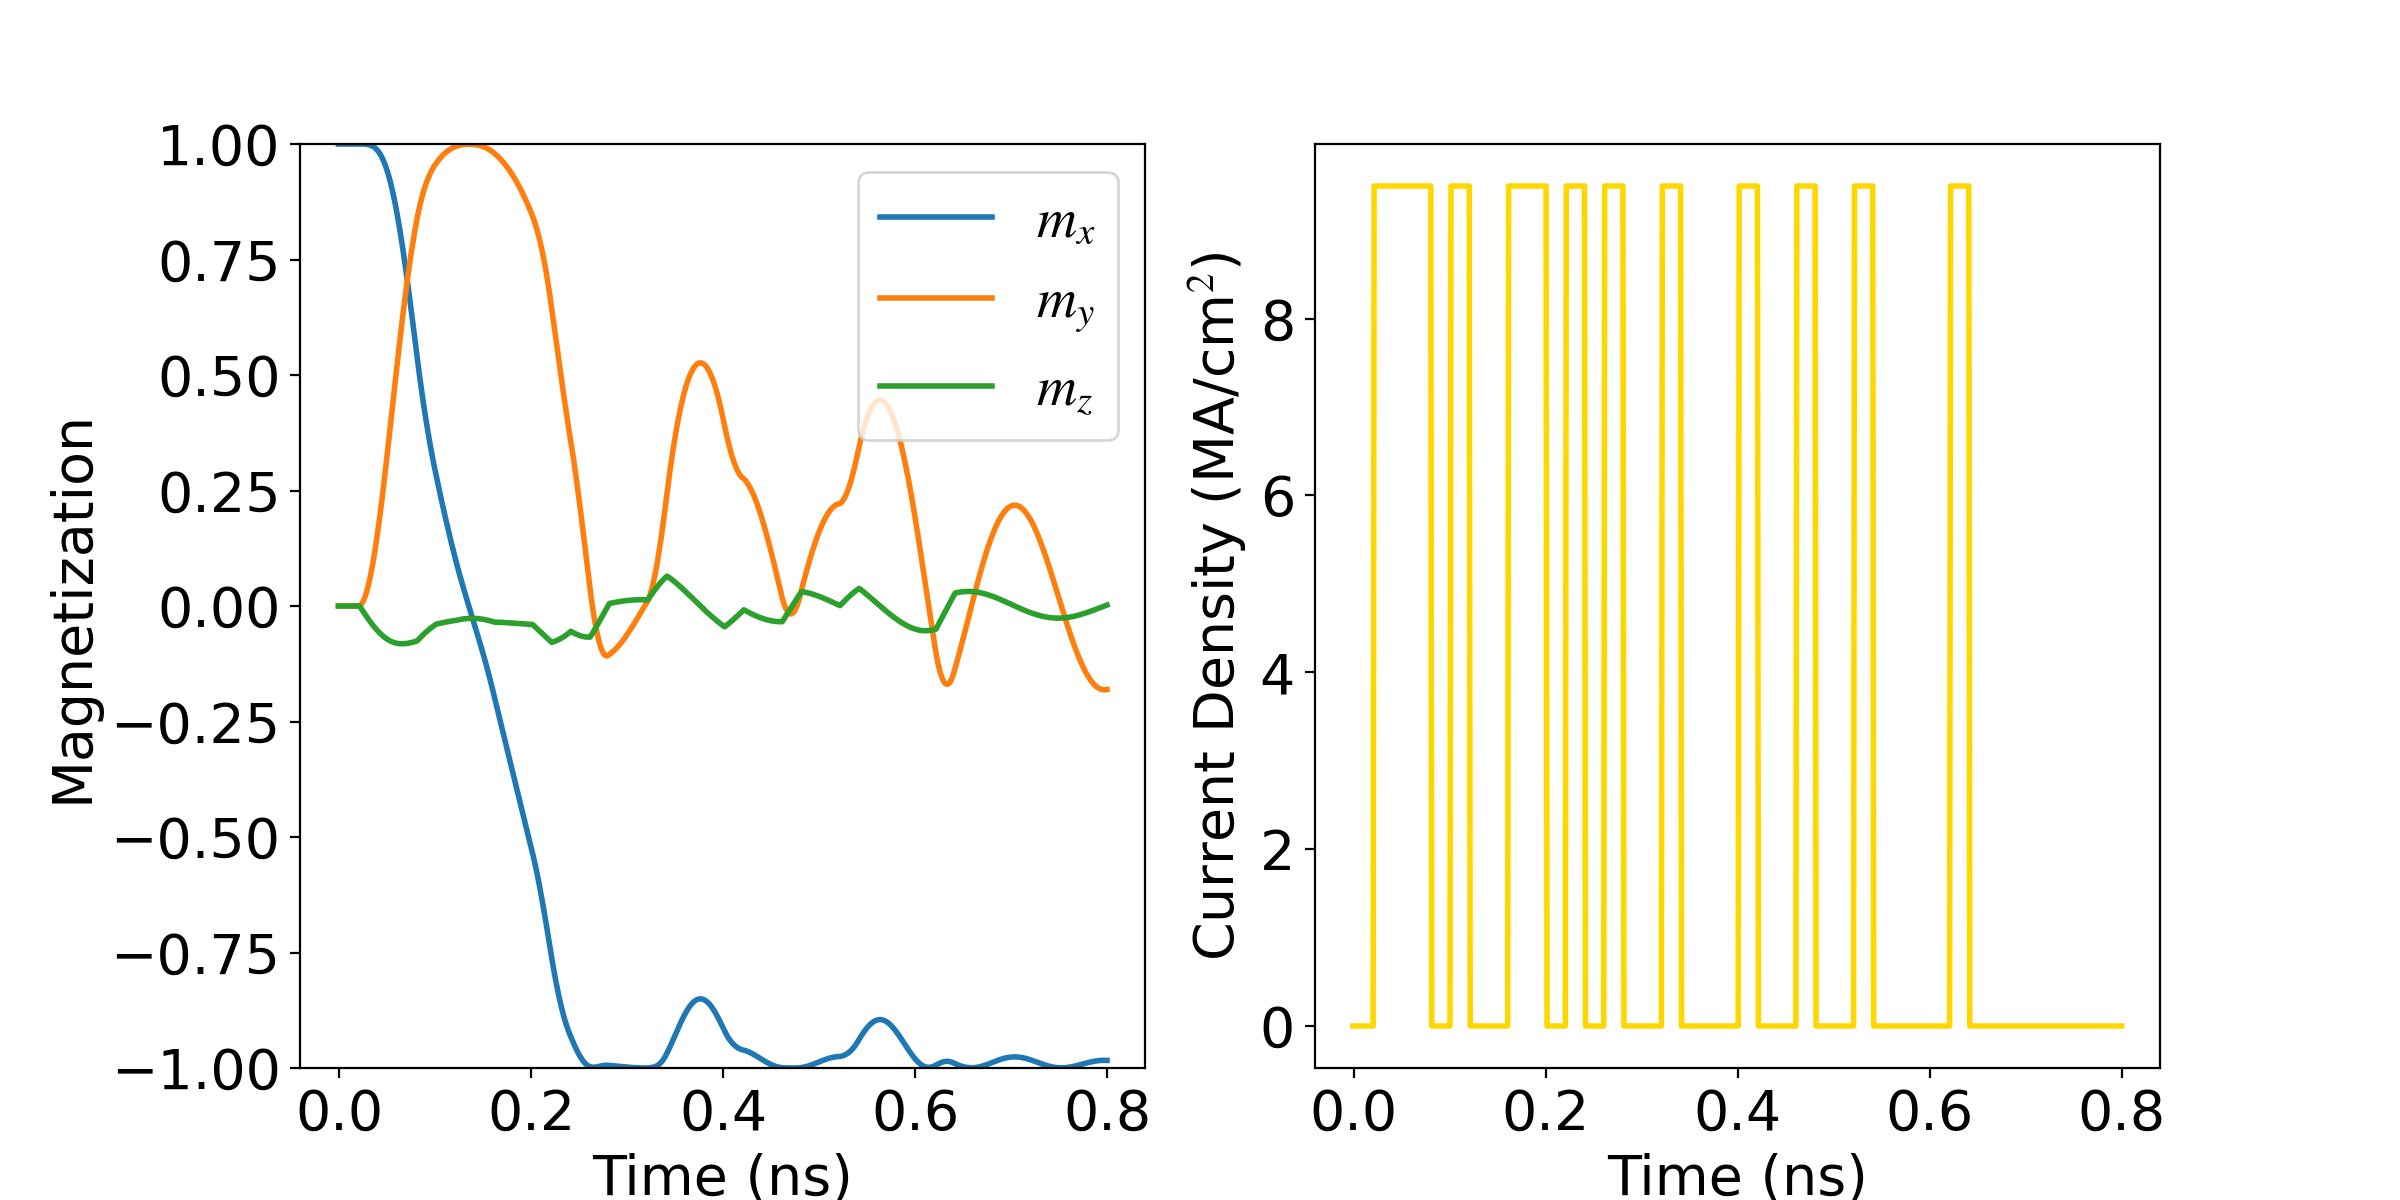 Magnetization
1.00
0.75
0.50
0.25
0.00
−0.25
−0.50
−0.75
−1.00
0.0 0.2 0.4 0.6 0.8
Time (ns)
mₓ
m_y
m_z
Current Density (MA/cm²)
8
6
4
2
0
0.0 0.2 0.4 0.6 0.8
Time (ns)